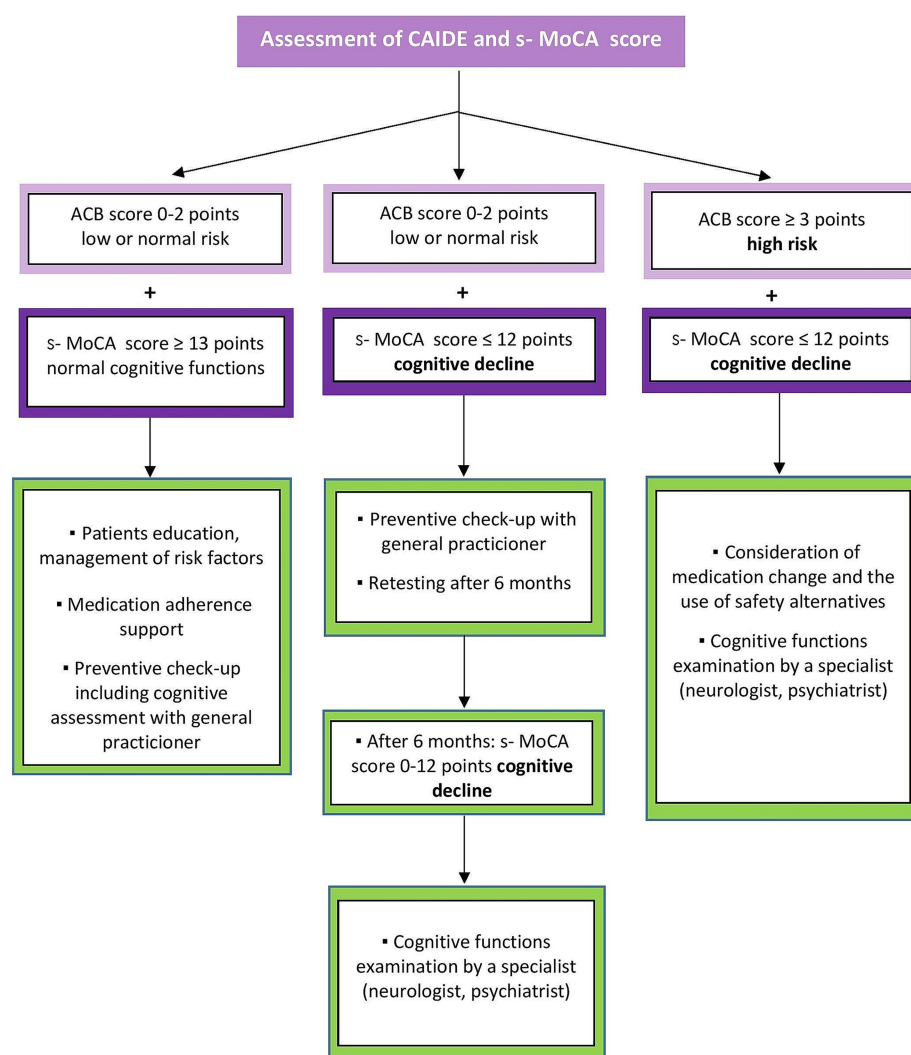 Assessment of CAIDE and s- MoCA score
ACB score 0-2 points
low or normal risk
+
s- MoCA score ≥ 13 points
normal cognitive functions
▪ Patients education,
management of risk factors
▪ Medication adherence
support
▪ Preventive check-up
including cognitive
assessment with general
practicioner
ACB score 0-2 points
low or normal risk
+
s- MoCA score ≤ 12 points
cognitive decline
▪ Preventive check-up with
general practicioner
▪ Retesting after 6 months
▪ After 6 months: s- MoCA
score 0-12 points cognitive
decline
▪ Cognitive functions
examination by a specialist
(neurologist, psychiatrist)
ACB score ≥ 3 points
high risk
+
s- MoCA score ≤ 12 points
cognitive decline
▪ Consideration of
medication change and the
use of safety alternatives
▪ Cognitive functions
examination by a specialist
(neurologist, psychiatrist)